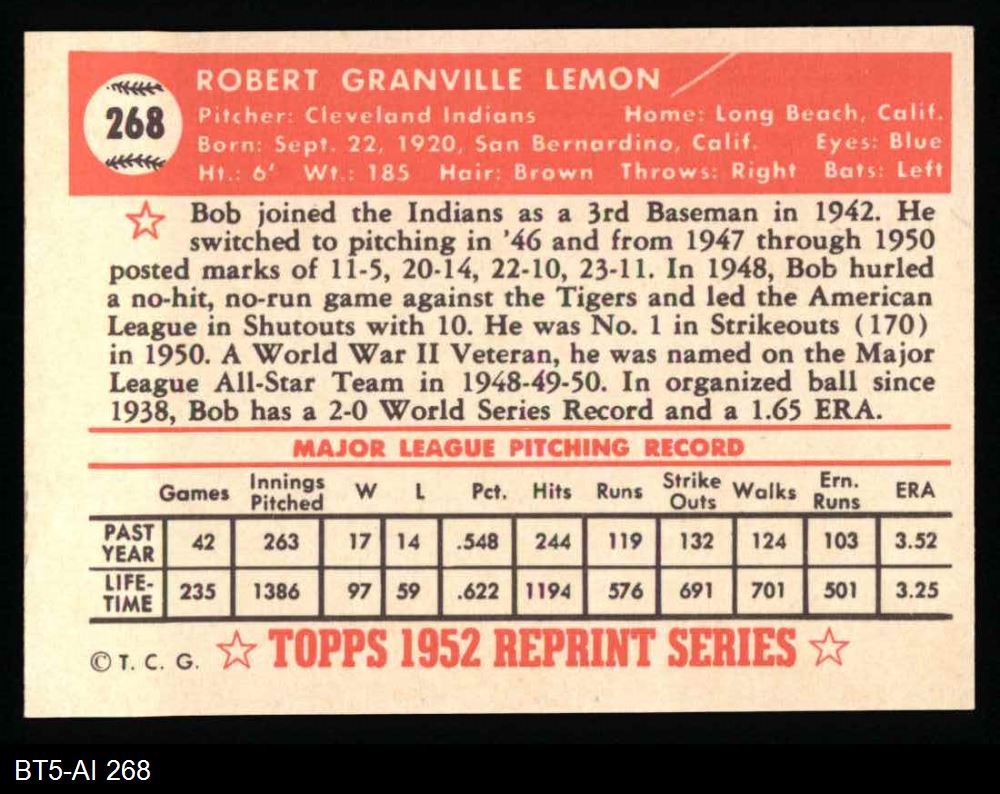 268
ROBERT GRANVILLE LEMON
Pitcher: Cleveland Indians Home: Long Beach, Calif.
Born: Sept. 22, 1920, San Bernardino, Calif. Eyes: Blue
Ht.: 6' Wt.: 185 Hair: Brown Throws: Right Bats: Left
Bob joined the Indians as a 3rd Baseman in 1942. He
switched to pitching in '46 and from 1947 through 1950
posted marks of 11-5, 20-14, 22-10, 23-11. In 1948, Bob hurled
a no-hit, no-run game against the Tigers and led the American
League in Shutouts with 10. He was No. 1 in Strikeouts (170)
in 1950. A World War II Veteran, he was named on the Major
League All-Star Team in 1948-49-50. In organized ball since
1938, Bob has a 2-0 World Series Record and a 1.65 ERA.
MAJOR LEAGUE PITCHING RECORD
Games Innings Pitched W L Pct. Hits Runs Strike Outs Walks Ern. Runs ERA
PAST YEAR 42 263 17 14 .548 244 119 132 124 103 3.52
LIFE-TIME 235 1386 97 59 .622 1194 576 691 701 501 3.25
© T. C. G. ☆ TOPPS 1952 REPRINT SERIES ☆
BT5-AI 268